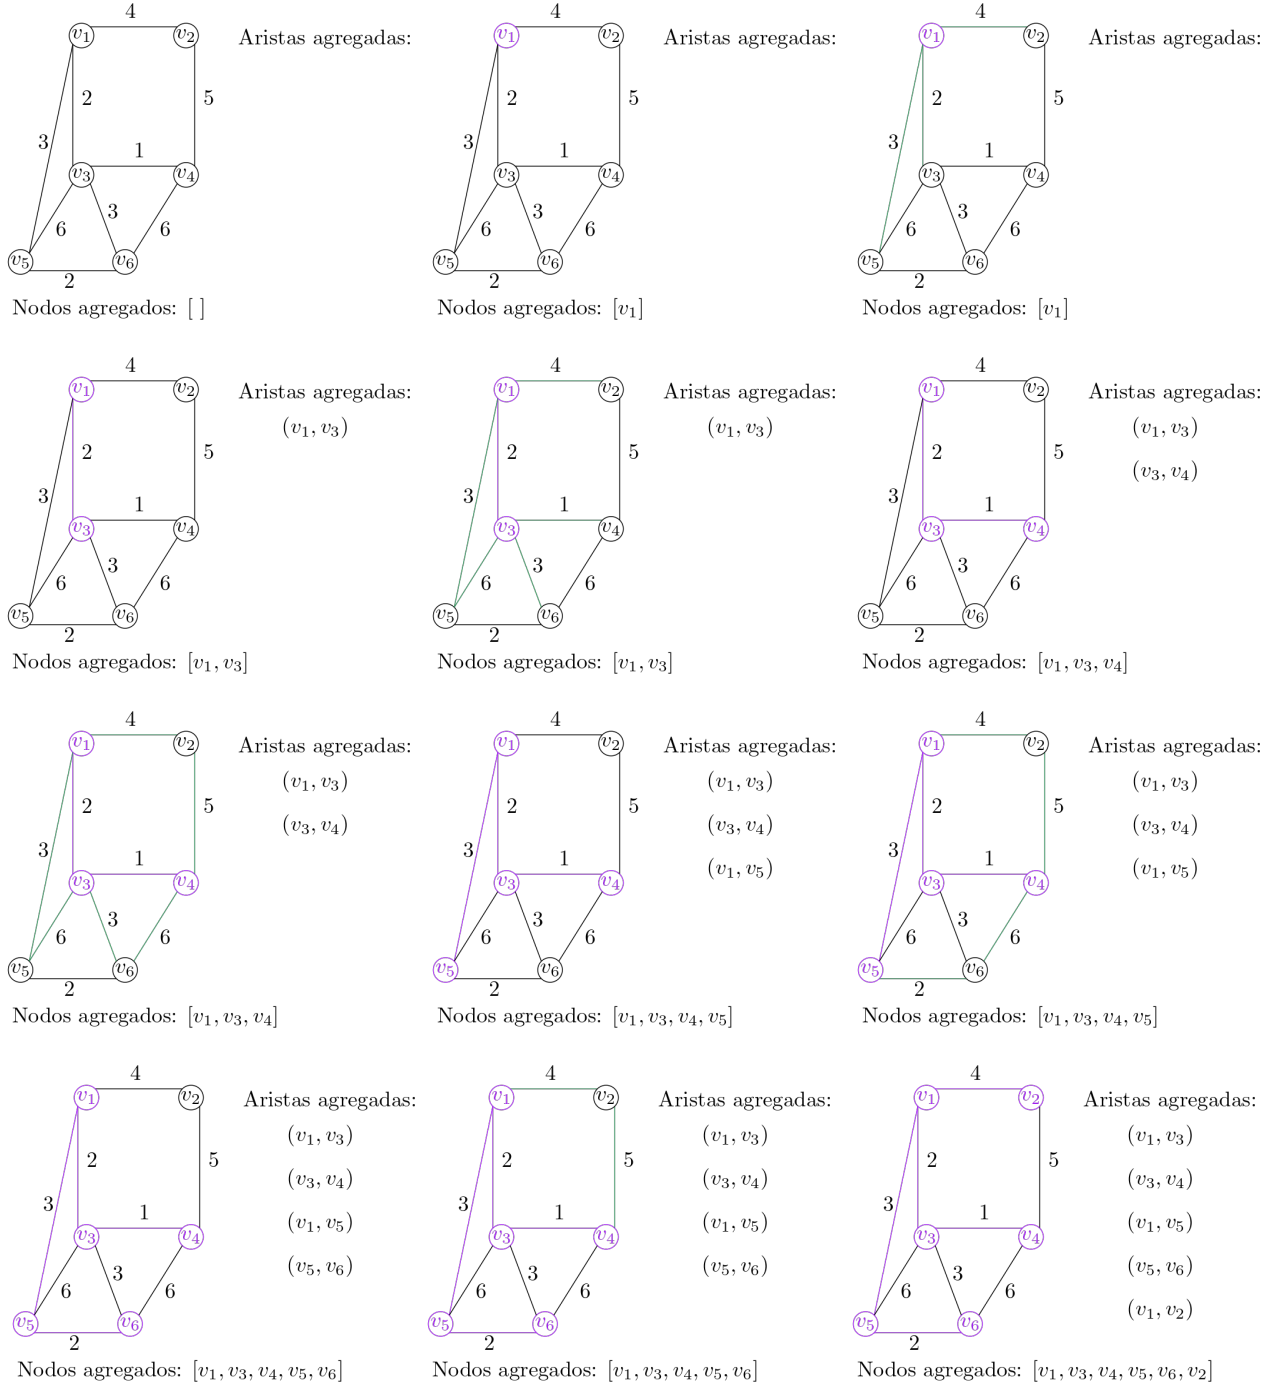 4
v1 v2 Aristas agregadas:
2 5
3
1
v3 v4
3
6 6
v5 v6
2
Nodos agregados: [ ]
4
v1 v2 Aristas agregadas:
2 5
3
1
v3 v4
3
6 6
v5 v6
2
Nodos agregados: [v1]
4
v1 v2 Aristas agregadas:
2 5
3
1
v3 v4
3
6 6
v5 v6
2
Nodos agregados: [v1]
4
v1 v2 Aristas agregadas:
(v1, v3)
2 5
3
1
v3 v4
3
6 6
v5 v6
2
Nodos agregados: [v1, v3]
4
v1 v2 Aristas agregadas:
(v1, v3)
2 5
3
1
v3 v4
3
6 6
v5 v6
2
Nodos agregados: [v1, v3]
4
v1 v2 Aristas agregadas:
(v1, v3)
2 5
(v3, v4)
3
1
v3 v4
3
6 6
v5 v6
2
Nodos agregados: [v1, v3, v4]
4
v1 v2 Aristas agregadas:
(v1, v3)
2 5
(v3, v4)
3
1
v3 v4
3
6 6
v5 v6
2
Nodos agregados: [v1, v3, v4]
4
v1 v2 Aristas agregadas:
(v1, v3)
2 5
(v3, v4)
3
1
(v1, v5)
v3 v4
3
6 6
v5 v6
2
Nodos agregados: [v1, v3, v4, v5]
4
v1 v2 Aristas agregadas:
(v1, v3)
2 5
(v3, v4)
3
1
(v1, v5)
v3 v4
3
6 6
v5 v6
2
Nodos agregados: [v1, v3, v4, v5]
4
v1 v2 Aristas agregadas:
(v1, v3)
2 5
(v3, v4)
3
1
(v1, v5)
v3 v4
(v5, v6)
3
6 6
v5 v6
2
Nodos agregados: [v1, v3, v4, v5, v6]
4
v1 v2 Aristas agregadas:
(v1, v3)
2 5
(v3, v4)
3
1
(v1, v5)
v3 v4
(v5, v6)
3
6 6
v5 v6
2
Nodos agregados: [v1, v3, v4, v5, v6]
4
v1 v2 Aristas agregadas:
(v1, v3)
2 5
(v3, v4)
3
1
(v1, v5)
v3 v4
(v5, v6)
3
6 6
(v1, v2)
v5 v6
2
Nodos agregados: [v1, v3, v4, v5, v6, v2]